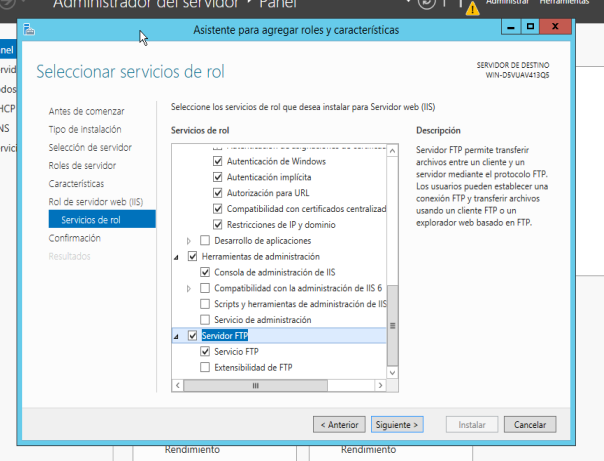 Administrador del servidor · Panel
Administrar
Herramientas
Asistente para agregar roles y características
Seleccionar servicios de rol
SERVIDOR DE DESTINO
WIN-D5VUAV413Q5
Antes de comenzar
Tipo de instalación
Selección de servidor
Roles de servidor
Características
Rol de servidor web (IIS)
Servicios de rol
Confirmación
Resultados
Seleccione los servicios de rol que desea instalar para Servidor web (IIS)
Servicios de rol
Autenticación de Windows
Autenticación implícita
Autorización para URL
Compatibilidad con certificados centralizad
Restricciones de IP y dominio
Desarrollo de aplicaciones
Herramientas de administración
Consola de administración de IIS
Compatibilidad con la administración de IIS 6
Scripts y herramientas de administración de IIS
Servicio de administración
Servidor FTP
Servicio FTP
Extensibilidad de FTP
Descripción
Servidor FTP permite transferir
archivos entre un cliente y un
servidor mediante el protocolo FTP.
Los usuarios pueden establecer una
conexión FTP y transferir archivos
usando un cliente FTP o un
explorador web basado en FTP.
< Anterior
Siguiente >
Instalar
Cancelar
Rendimiento
Rendimiento